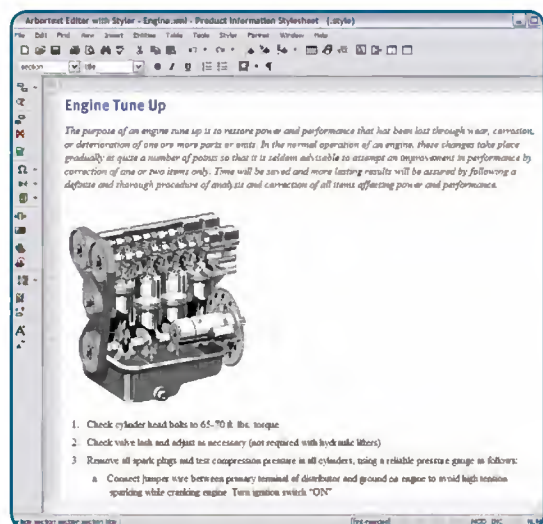 Arbortext Editor with Styler - Engine.xml - Product Information Stylesheet (.style)
File Edit Find View Insert Entities Table Tools Styler Format Window Help
section title
Engine Tune Up
The purpose of an engine tune up is to restore power and performance that has been lost through wear, corrosion,
or deterioration of one ore more parts or units. In the normal operation of an engine, these changes take place
gradually at quite a number of points so that it is seldom advisable to attempt an improvement in performance by
correction of one or two items only. Time will be saved and more lasting results will be assured by following a
definite and thorough procedure of analysis and correction of all items affecting power and performance.
1. Check cylinder head bolts to 65-70 ft. lbs. torque
2. Check valve lash and adjust as necessary (not required with hydraulic lifters)
3 Remove all spark plugs and test compression pressure in all cylinders, using a reliable pressure gauge as follows:
a Connect jumper wire between primary terminal of distributor and ground on engine to avoid high tension
sparking while cranking engine. Turn ignition switch "ON"